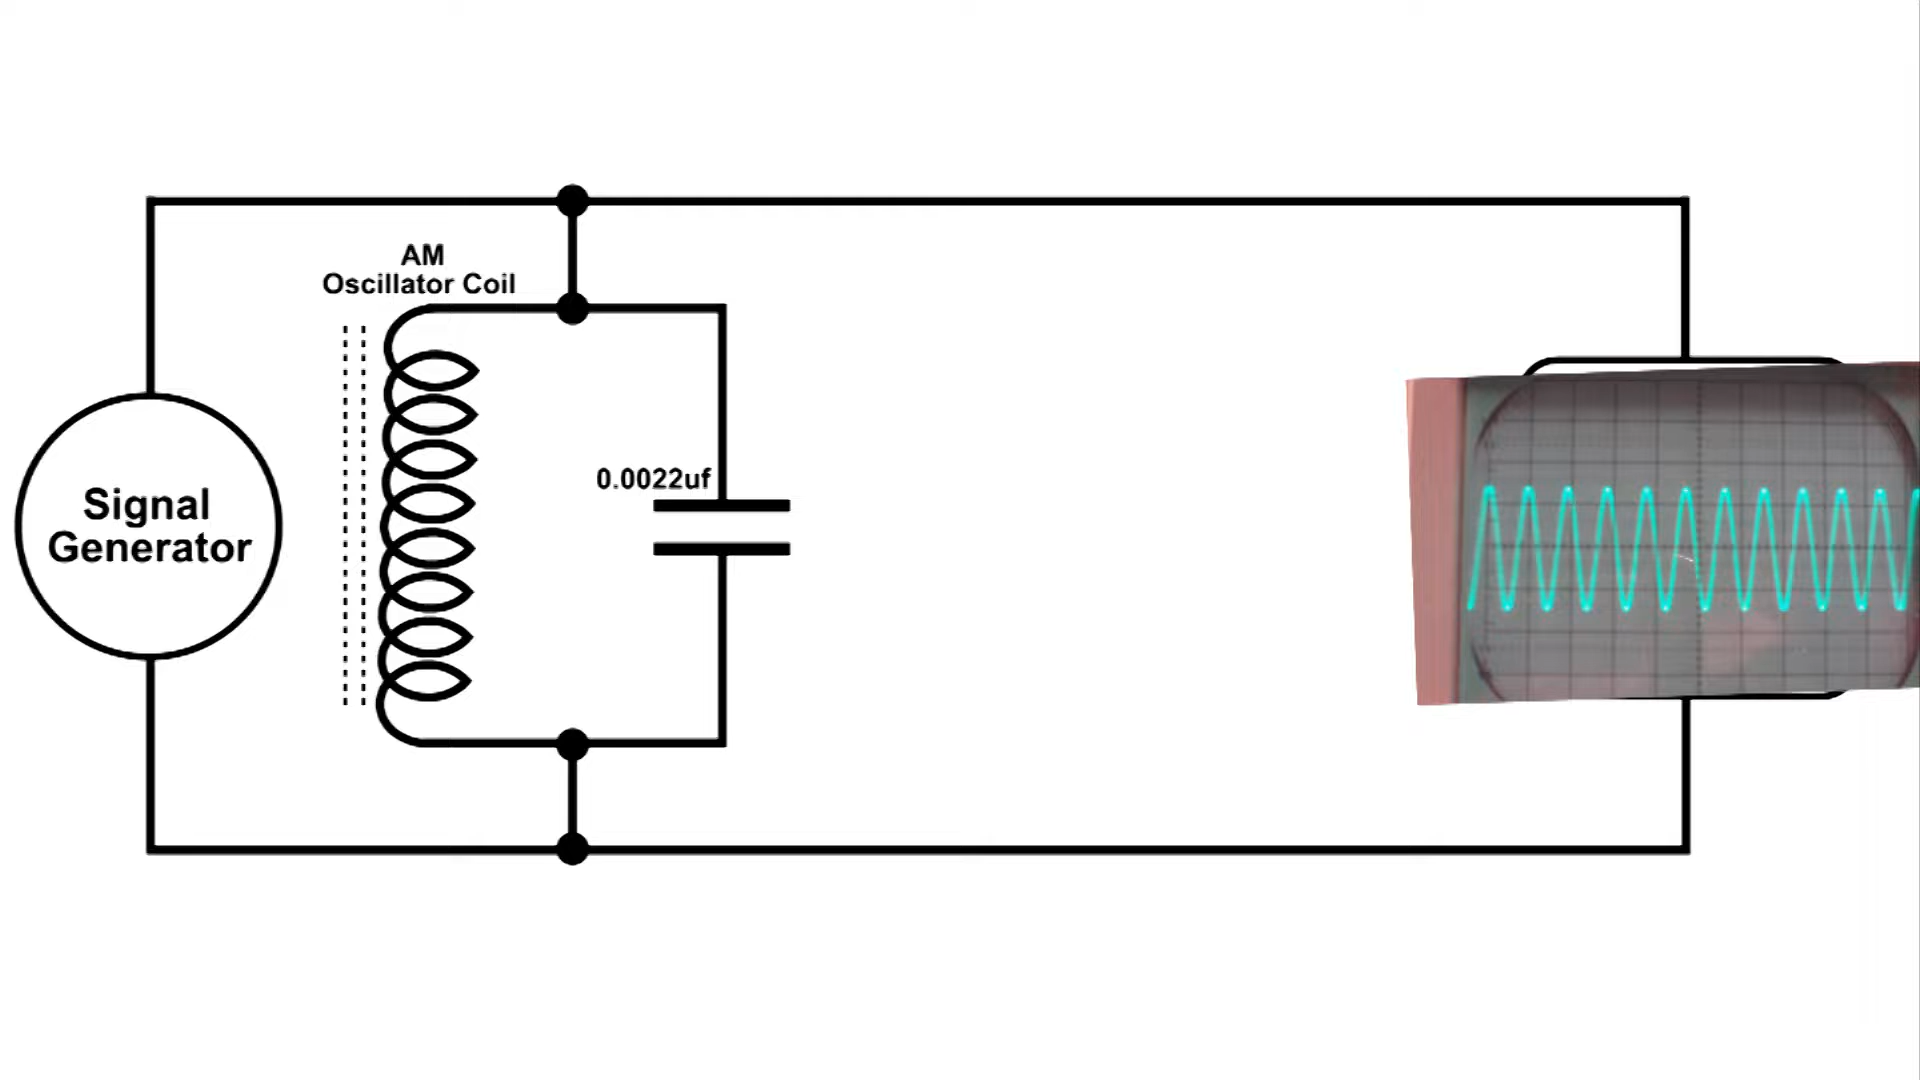 AM
Oscillator Coil
0.0022uf
Signal
Generator